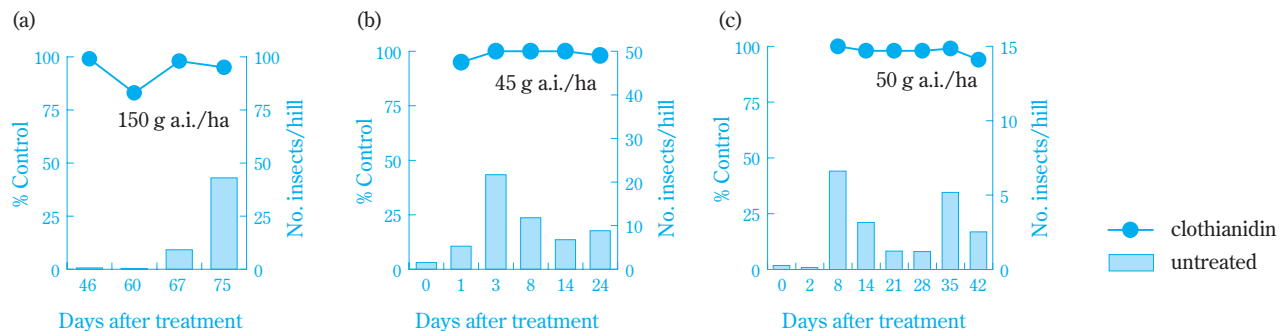 (a)
100
75
50
25
0
% Control
150 g a.i./ha
100
75
50
25
0
No. insects/hill
46 60 67 75
Days after treatment
(b)
100
75
50
25
0
% Control
45 g a.i./ha
50
40
30
20
10
0
No. insects/hill
0 1 3 8 14 24
Days after treatment
(c)
100
75
50
25
0
% Control
50 g a.i./ha
15
10
5
0
No. insects/hill
0 2 8 14 21 28 35 42
Days after treatment
clothianidin
untreated